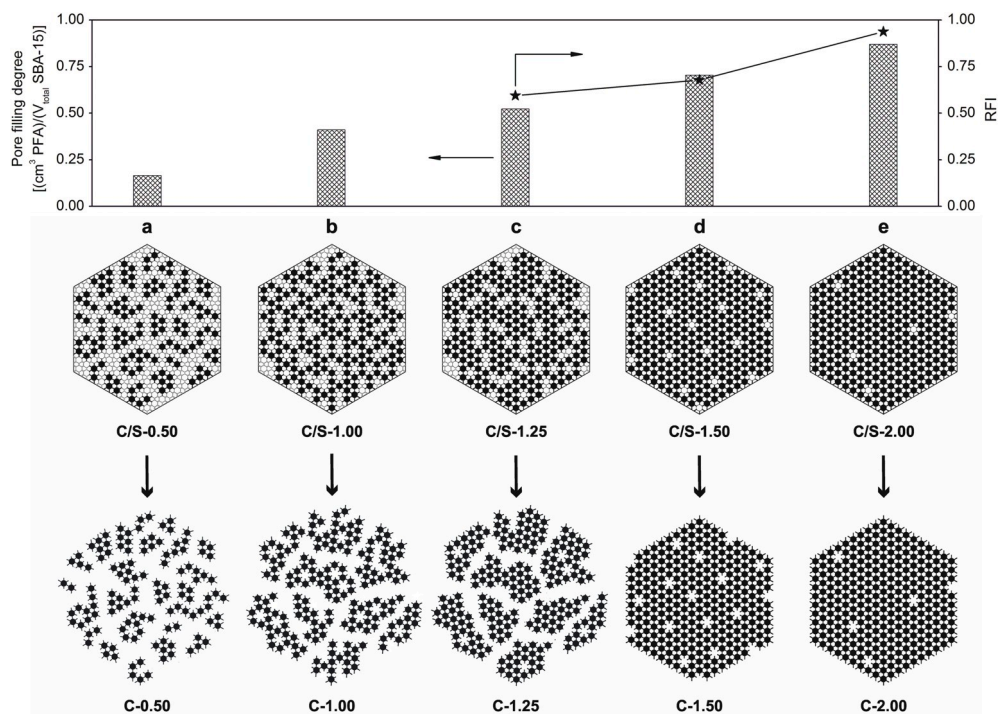 1.00
0.75
0.50
0.25
0.00
Pore filling degree
[(cm³ PFA)/(V_total SBA-15)]
1.00
0.75
0.50
0.25
0.00
RFI
a b c d e
C/S-0.50 C/S-1.00 C/S-1.25 C/S-1.50 C/S-2.00
C-0.50 C-1.00 C-1.25 C-1.50 C-2.00